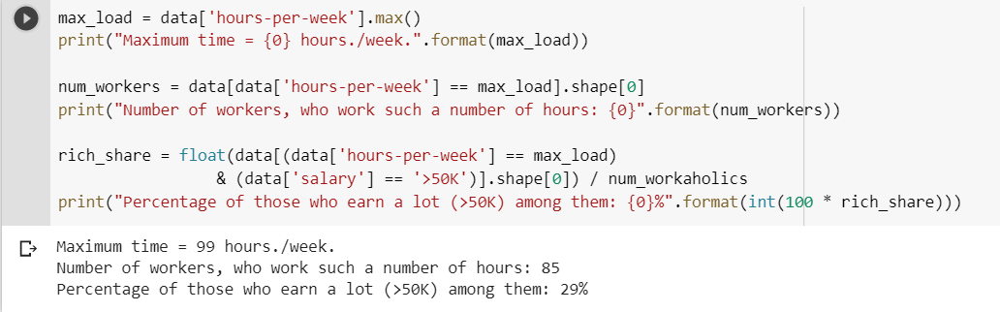 max_load = data['hours-per-week'].max()
print("Maximum time = {0} hours./week.".format(max_load))
num_workers = data[data['hours-per-week'] == max_load].shape[0]
print("Number of workers, who work such a number of hours: {0}".format(num_workers))
rich_share = float(data[(data['hours-per-week'] == max_load)
& (data['salary'] == '>50K')].shape[0]) / num_workaholics
print("Percentage of those who earn a lot (>50K) among them: {0}%".format(int(100 * rich_share)))
Maximum time = 99 hours./week.
Number of workers, who work such a number of hours: 85
Percentage of those who earn a lot (>50K) among them: 29%